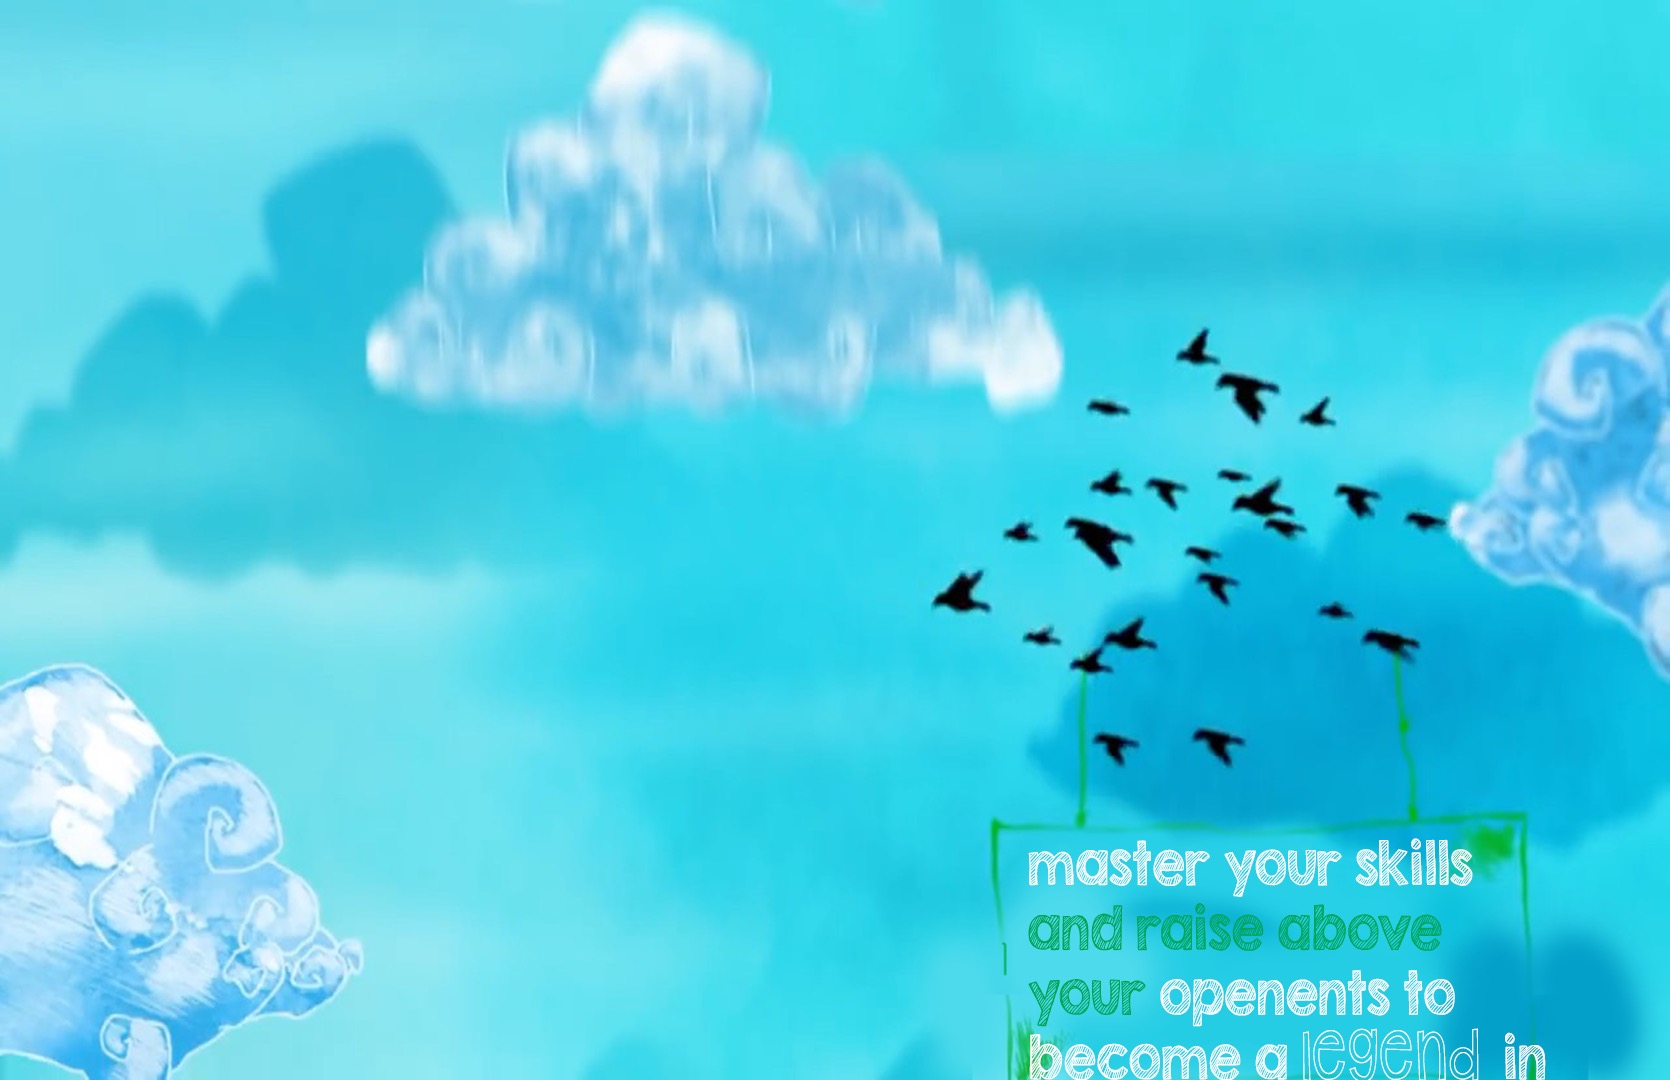 master your skills
and raise above
your openents to
become a legend in